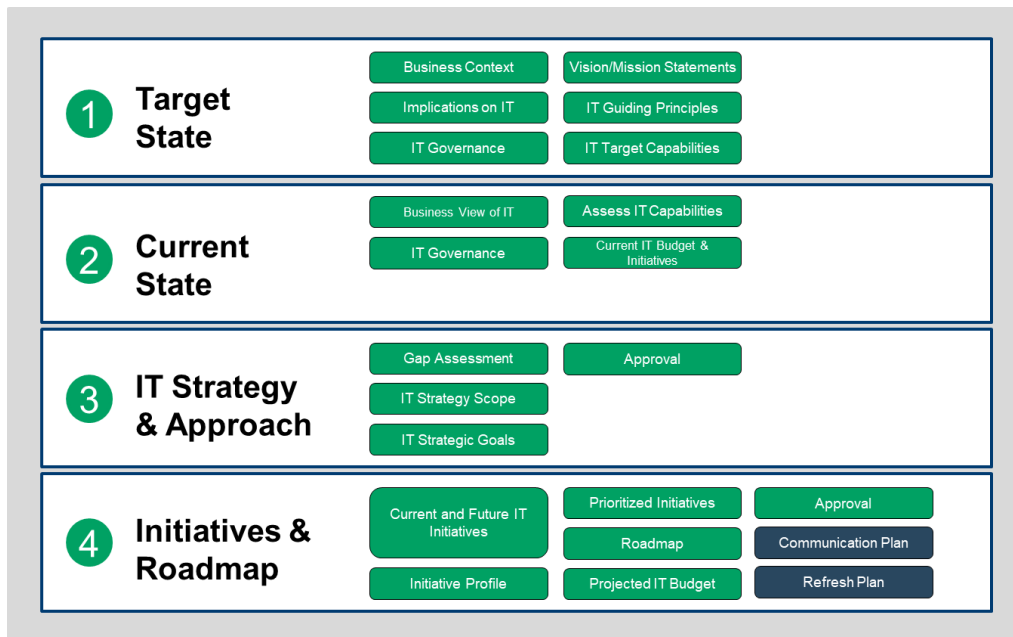 1
Target
State
Business Context
Vision/Mission Statements
Implications on IT
IT Guiding Principles
IT Governance
IT Target Capabilities
2
Current
State
Business View of IT
Assess IT Capabilities
IT Governance
Current IT Budget &
Initiatives
3
IT Strategy
& Approach
Gap Assessment
Approval
IT Strategy Scope
IT Strategic Goals
4
Initiatives &
Roadmap
Current and Future IT
Initiatives
Prioritized Initiatives
Approval
Roadmap
Communication Plan
Initiative Profile
Projected IT Budget
Refresh Plan